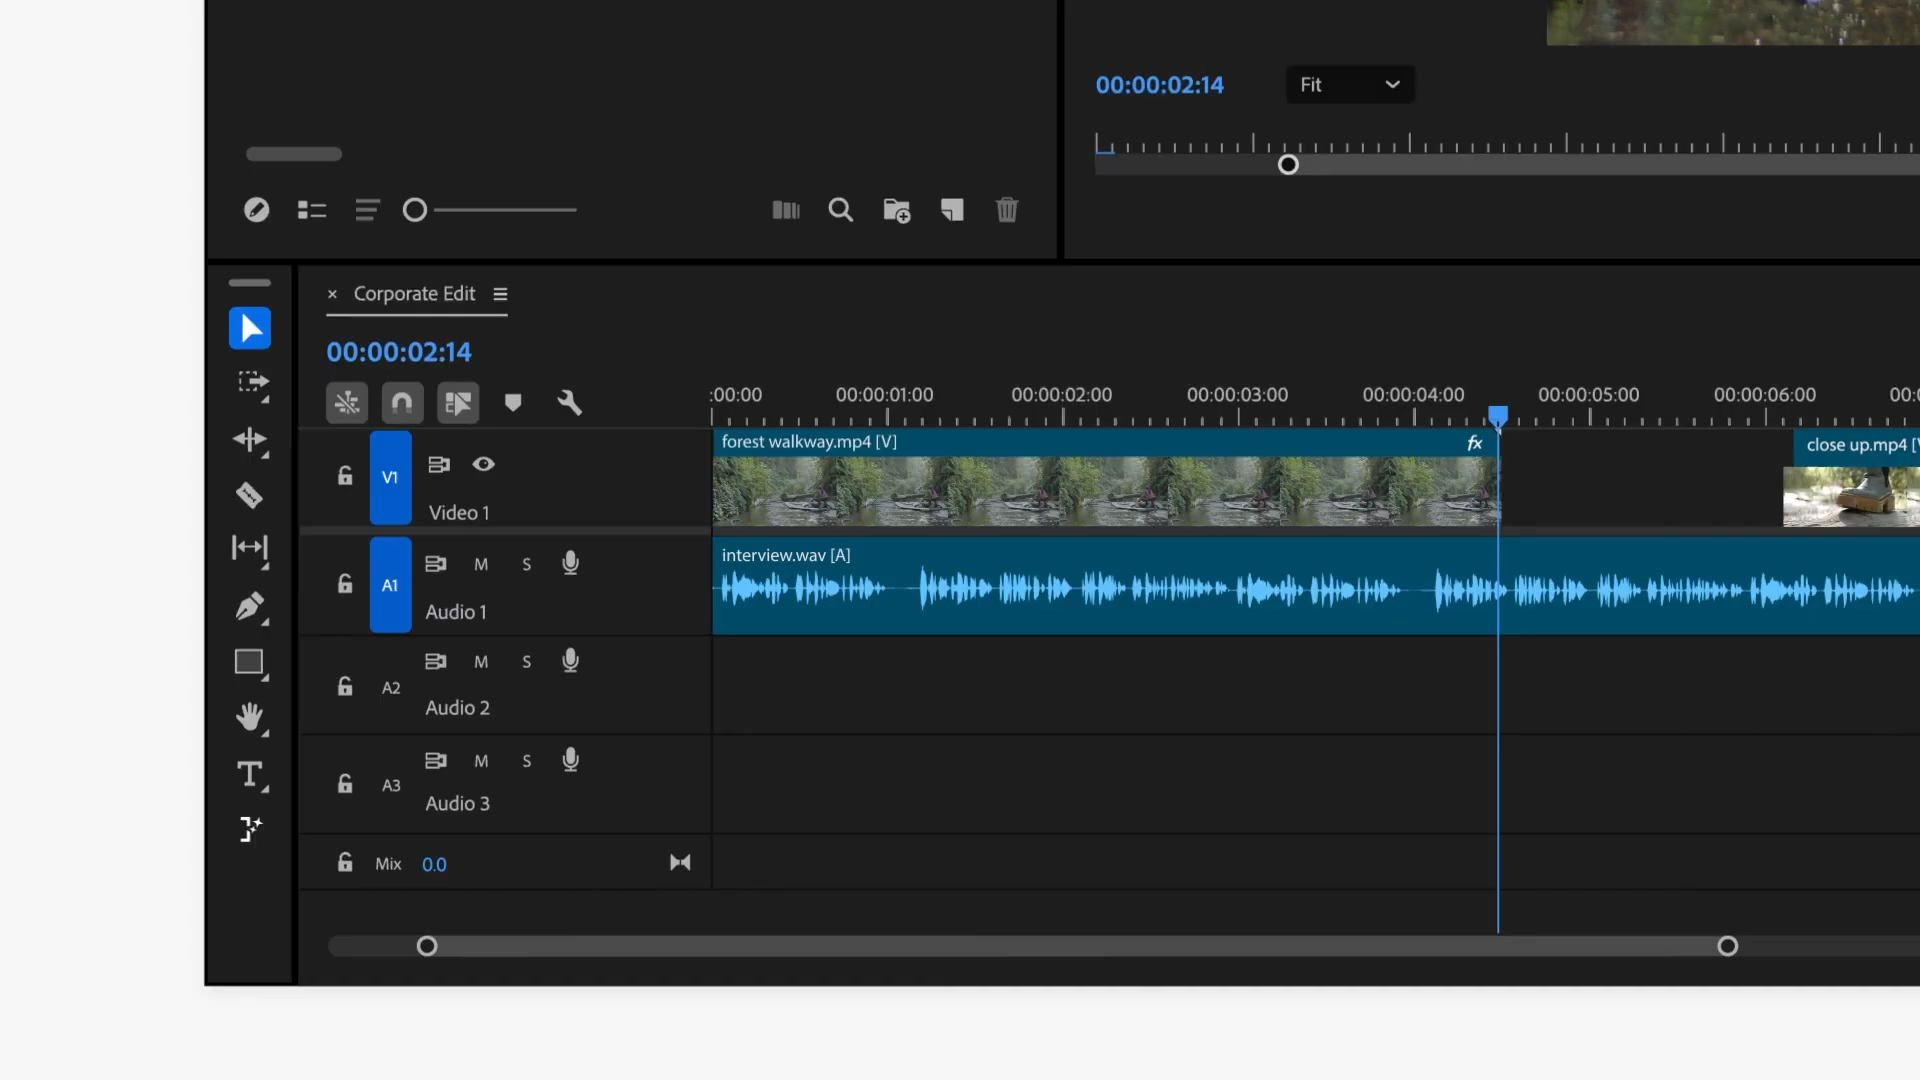 00:00:02:14
Fit
× Corporate Edit
00:00:02:14
:00:00
00:00:01:00
00:00:02:00
00:00:03:00
00:00:04:00
00:00:05:00
00:00:06:00
00:
V1
Video 1
forest walkway.mp4 [V]
fx
close up.mp4 [V
A1
M
S
Audio 1
interview.wav [A]
A2
M
S
Audio 2
A3
M
S
Audio 3
Mix
0.0